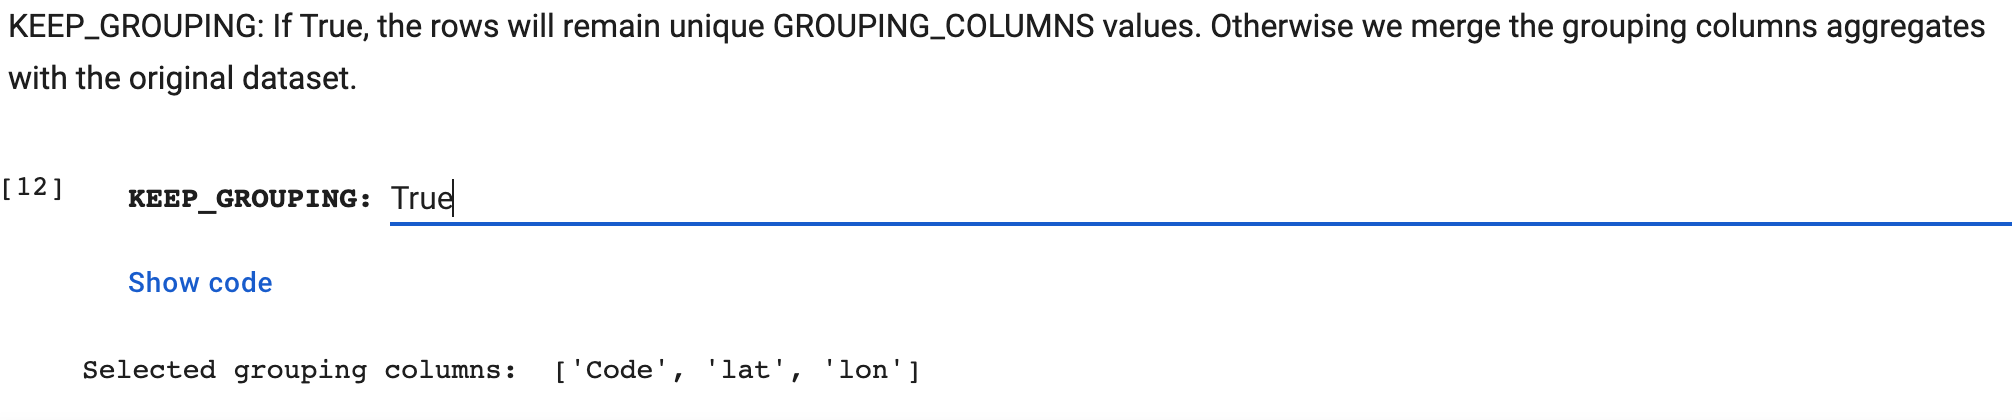 KEEP_GROUPING: If True, the rows will remain unique GROUPING_COLUMNS values. Otherwise we merge the grouping columns aggregates
with the original dataset.
[12] KEEP_GROUPING: True
Show code
Selected grouping columns:  ['Code', 'lat', 'lon']